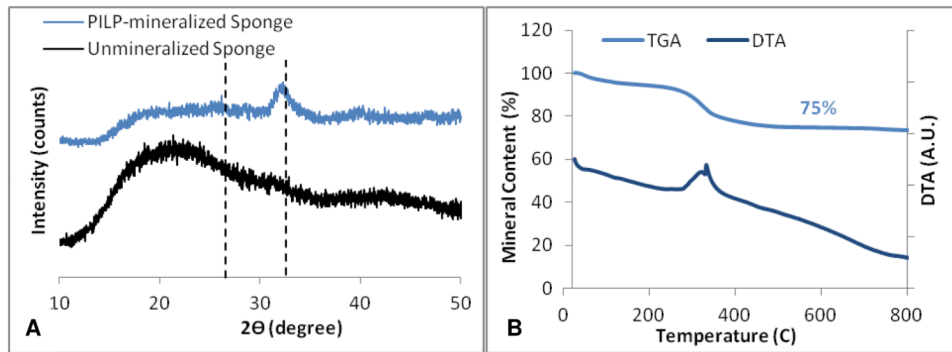 PILP-mineralized Sponge
Unmineralized Sponge
Intensity (counts)
10 20 30 40 50
2ϴ (degree)
A
TGA DTA
120
100
80
60
40
20
0
75%
Mineral Content (%)
DTA (A.U.)
0 200 400 600 800
Temperature (C)
B